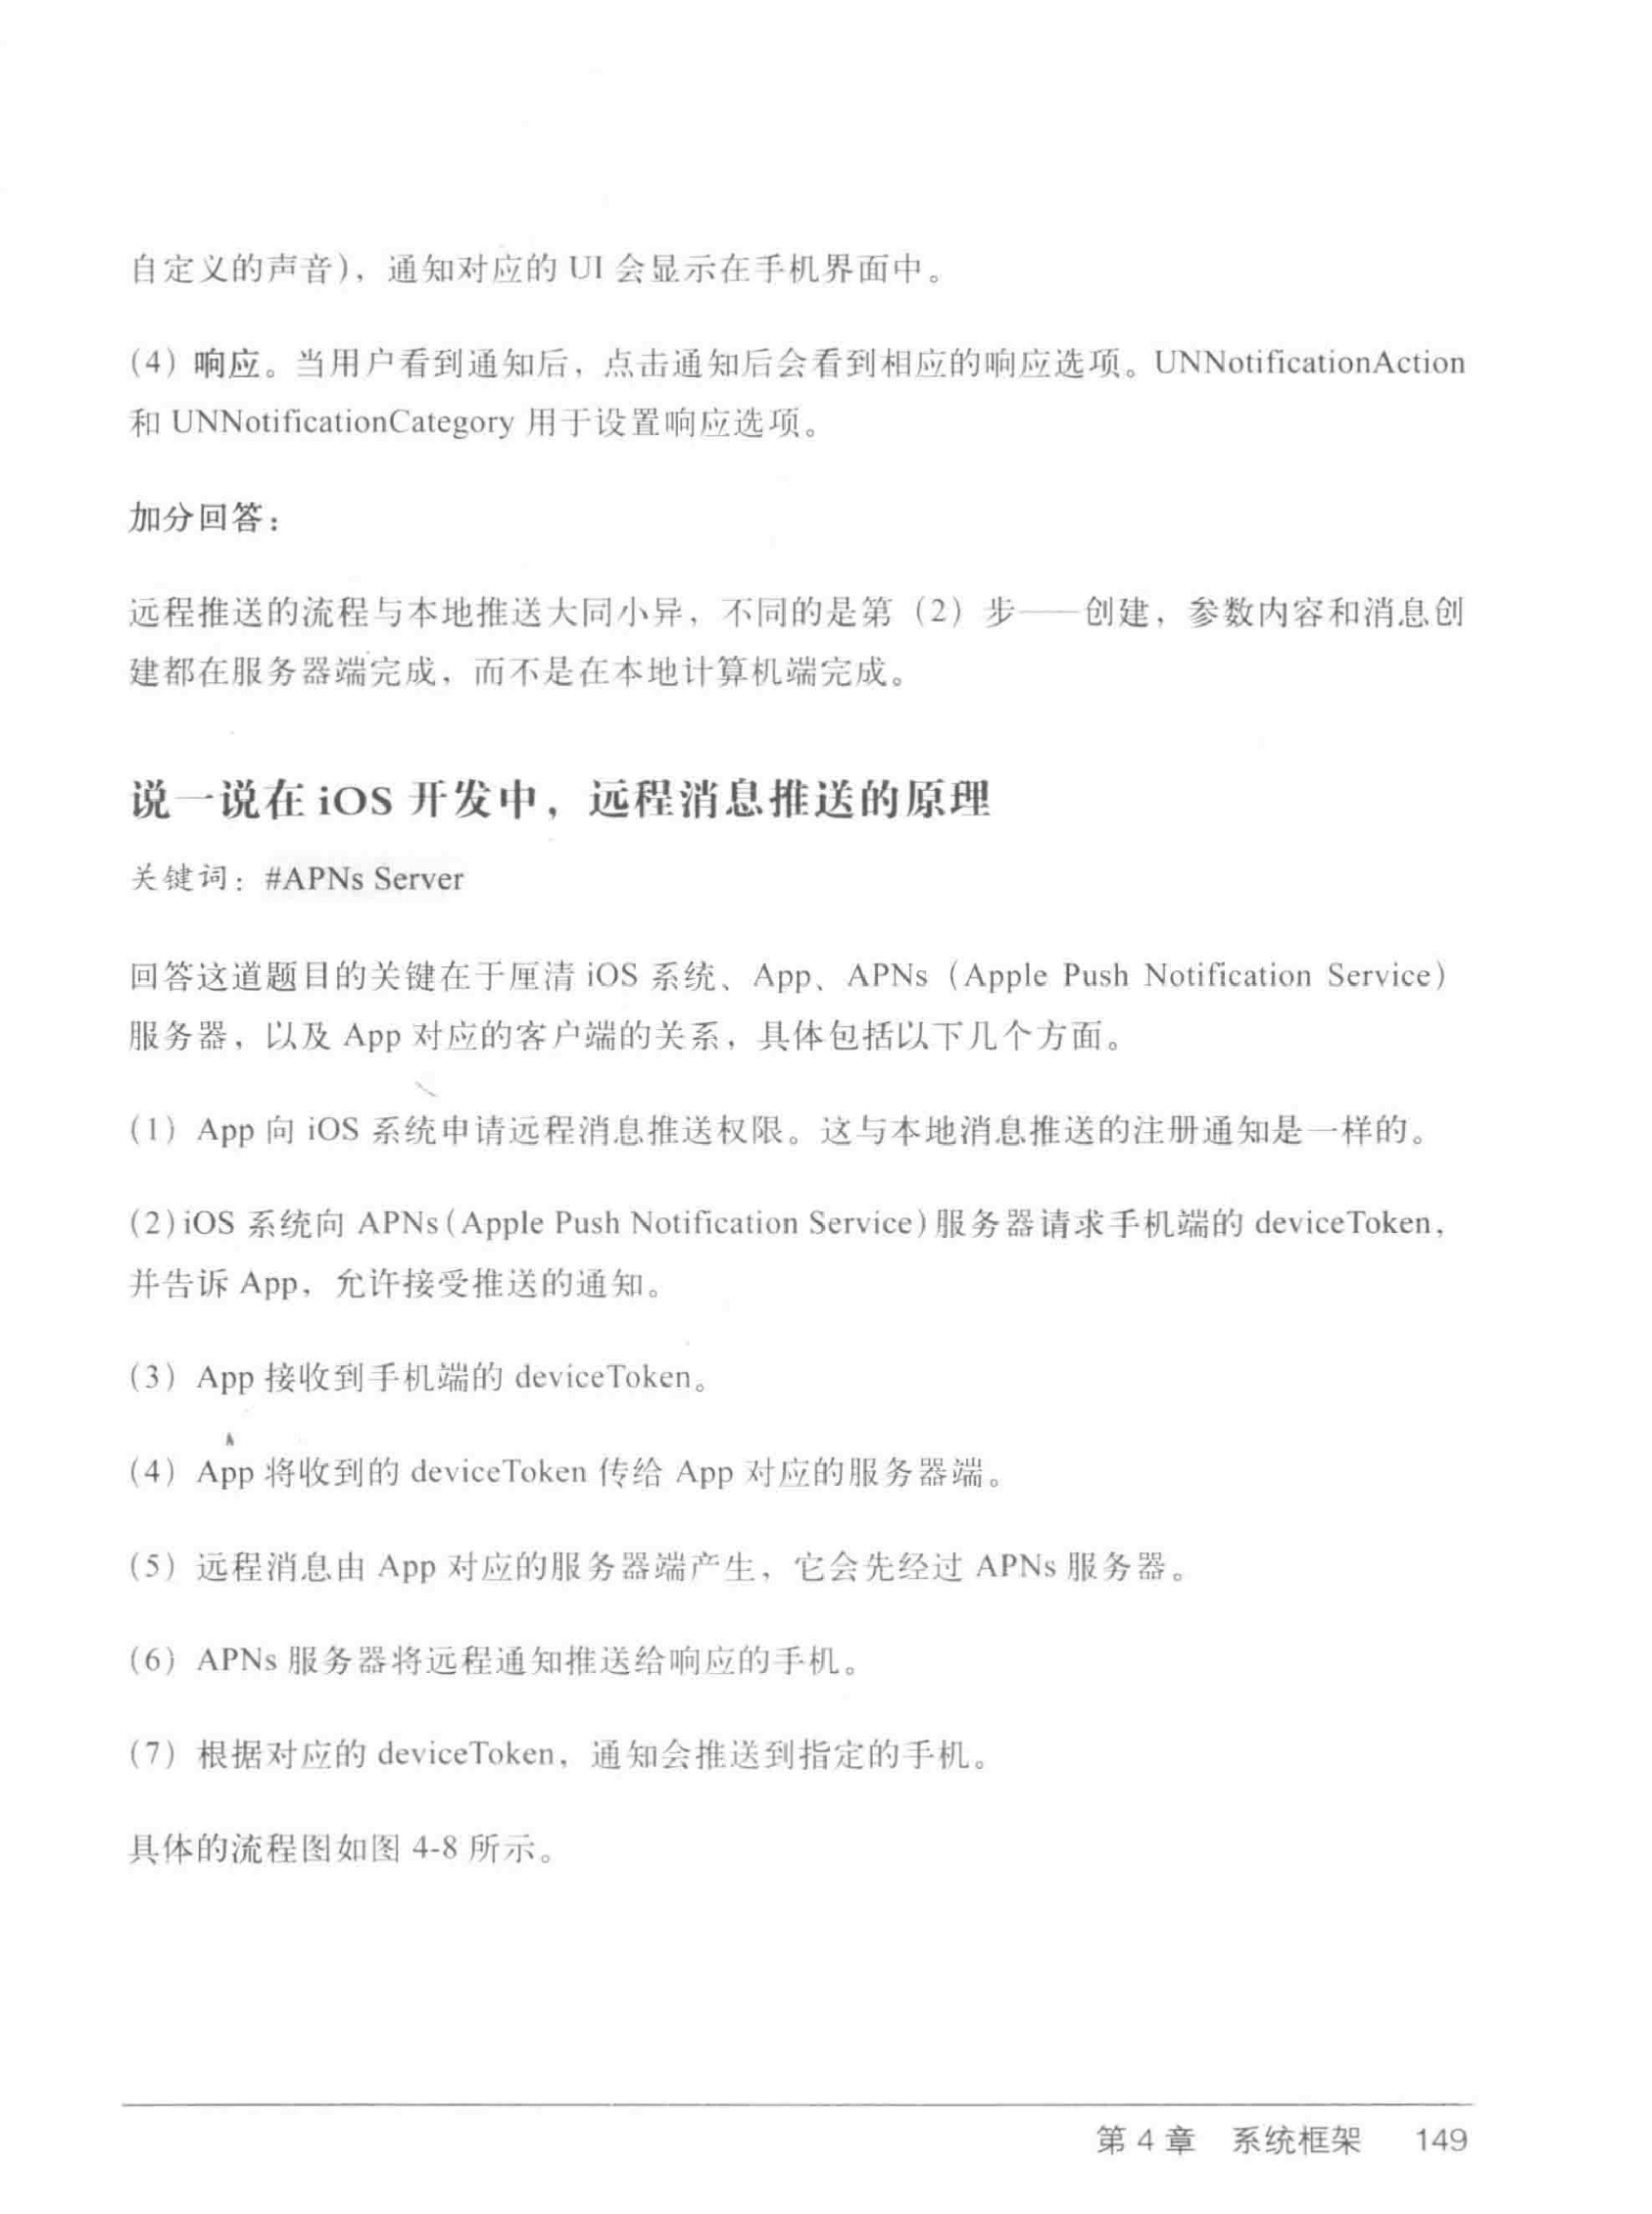 自定义的声音)，通知对应的 UI 会显示在手机界面中。
(4) 响应。当用户看到通知后，点击通知后会看到相应的响应选项。UNNotificationAction
和 UNNotificationCategory 用于设置响应选项。
加分回答：
远程推送的流程与本地推送大同小异，不同的是第（2）步——创建，参数内容和消息创
建都在服务器端完成，而不是在本地计算机端完成。
说一说在 iOS 开发中，远程消息推送的原理
关键词：#APNs Server
回答这道题目的关键在于厘清 iOS 系统、App、APNs（Apple Push Notification Service）
服务器，以及 App 对应的客户端的关系，具体包括以下几个方面。
(1) App 向 iOS 系统申请远程消息推送权限。这与本地消息推送的注册通知是一样的。
(2) iOS 系统向 APNs（Apple Push Notification Service）服务器请求手机端的 deviceToken，
并告诉 App，允许接受推送的通知。
(3) App 接收到手机端的 deviceToken。
(4) App 将收到的 deviceToken 传给 App 对应的服务器端。
(5) 远程消息由 App 对应的服务器端产生，它会先经过 APNs 服务器。
(6) APNs 服务器将远程通知推送给响应的手机。
(7) 根据对应的 deviceToken，通知会推送到指定的手机。
具体的流程图如图 4-8 所示。
第 4 章 系统框架 149